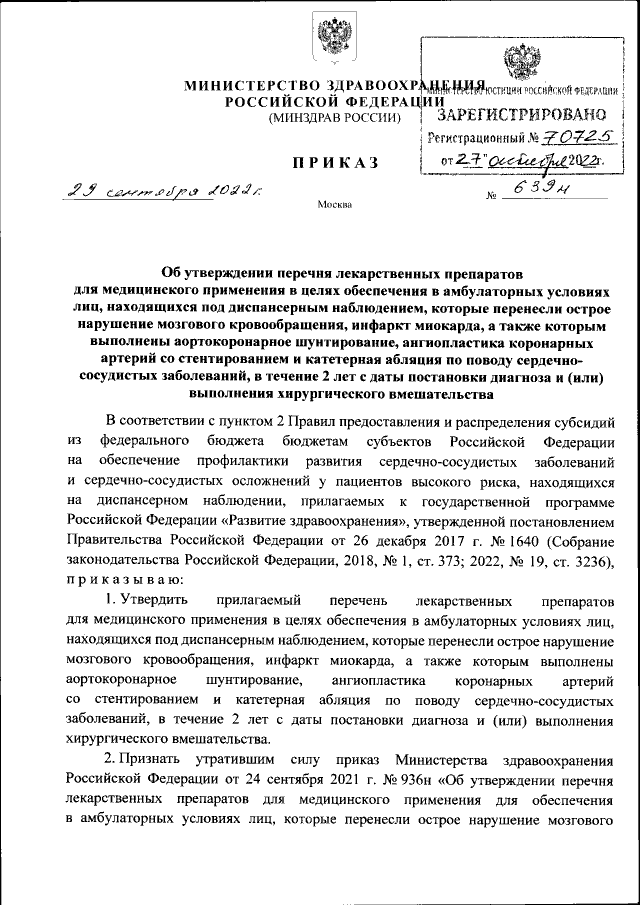 МИНИСТЕРСТВО ЗДРАВООХРАНЕНИЯ
РОССИЙСКОЙ ФЕДЕРАЦИИ
(МИНЗДРАВ РОССИИ)
МИНИСТЕРСТВО ЮСТИЦИИ РОССИЙСКОЙ ФЕДЕРАЦИИ
ЗАРЕГИСТРИРОВАНО
Регистрационный № 70725
от "27" октября 2022г.
ПРИКАЗ
29 сентября 2022г.
№ 639н
Москва
Об утверждении перечня лекарственных препаратов
для медицинского применения в целях обеспечения в амбулаторных условиях
лиц, находящихся под диспансерным наблюдением, которые перенесли острое
нарушение мозгового кровообращения, инфаркт миокарда, а также которым
выполнены аортокоронарное шунтирование, ангиопластика коронарных
артерий со стентированием и катетерная абляция по поводу сердечно-
сосудистых заболеваний, в течение 2 лет с даты постановки диагноза и (или)
выполнения хирургического вмешательства
В соответствии с пунктом 2 Правил предоставления и распределения субсидий
из федерального бюджета бюджетам субъектов Российской Федерации
на обеспечение профилактики развития сердечно-сосудистых заболеваний
и сердечно-сосудистых осложнений у пациентов высокого риска, находящихся
на диспансерном наблюдении, прилагаемых к государственной программе
Российской Федерации «Развитие здравоохранения», утвержденной постановлением
Правительства Российской Федерации от 26 декабря 2017 г. № 1640 (Собрание
законодательства Российской Федерации, 2018, № 1, ст. 373; 2022, № 19, ст. 3236),
приказываю:
1. Утвердить прилагаемый перечень лекарственных препаратов
для медицинского применения в целях обеспечения в амбулаторных условиях лиц,
находящихся под диспансерным наблюдением, которые перенесли острое нарушение
мозгового кровообращения, инфаркт миокарда, а также которым выполнены
аортокоронарное шунтирование, ангиопластика коронарных артерий
со стентированием и катетерная абляция по поводу сердечно-сосудистых
заболеваний, в течение 2 лет с даты постановки диагноза и (или) выполнения
хирургического вмешательства.
2. Признать утратившим силу приказ Министерства здравоохранения
Российской Федерации от 24 сентября 2021 г. № 936н «Об утверждении перечня
лекарственных препаратов для медицинского применения для обеспечения
в амбулаторных условиях лиц, которые перенесли острое нарушение мозгового